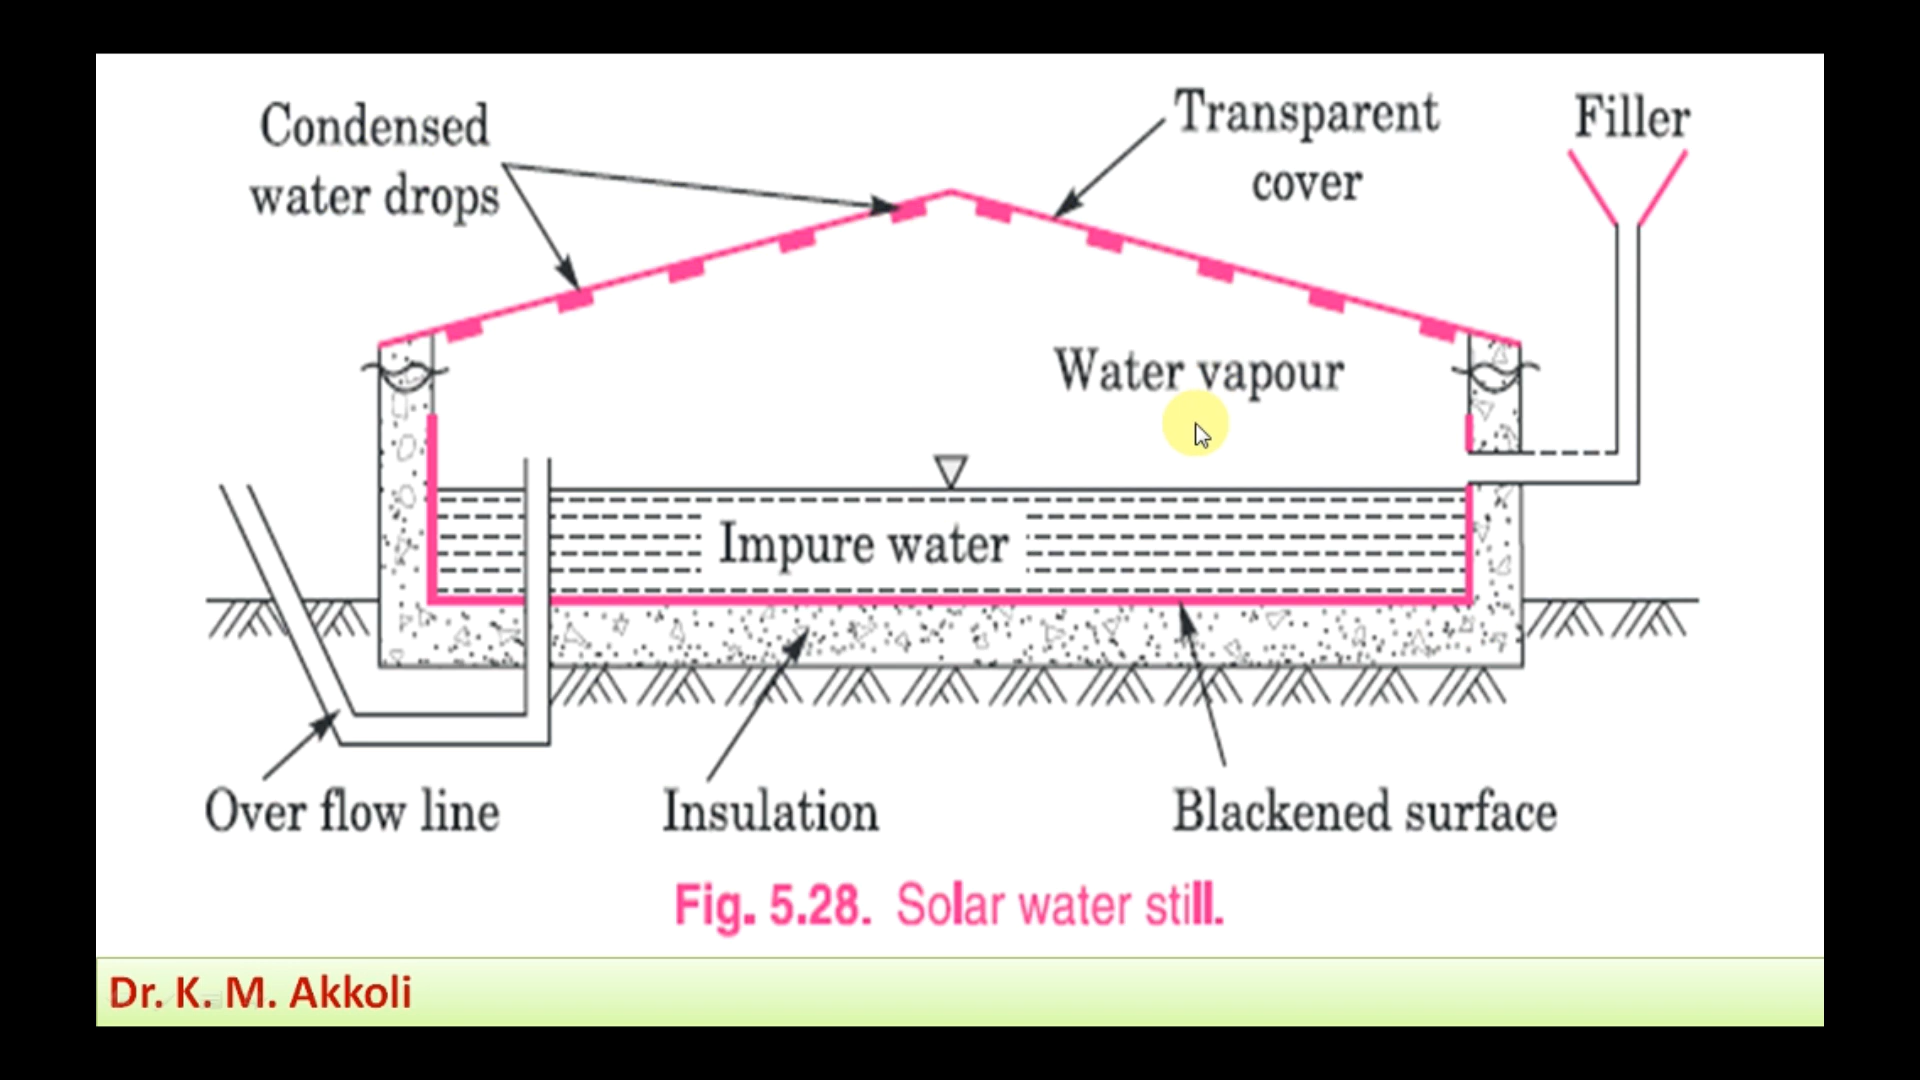 Condensed
water drops
Transparent
cover
Filler
Water vapour
Impure water
Over flow line
Insulation
Blackened surface
Fig. 5.28. Solar water still.
Dr. K. M. Akkoli